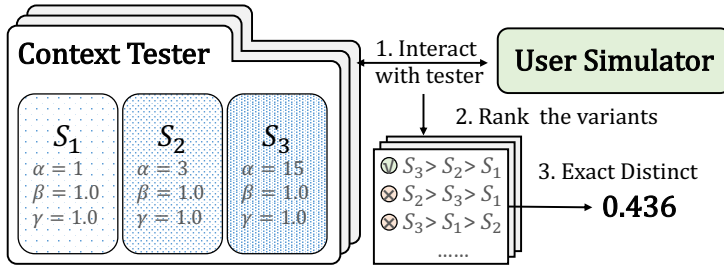 Context Tester
S₁
α = 1
β = 1.0
γ = 1.0
S₂
α = 3
β = 1.0
γ = 1.0
S₃
α = 15
β = 1.0
γ = 1.0
1. Interact
with tester
User Simulator
2. Rank the variants
S₃ > S₂ > S₁
S₂ > S₃ > S₁
S₃ > S₁ > S₂
......
3. Exact Distinct
0.436